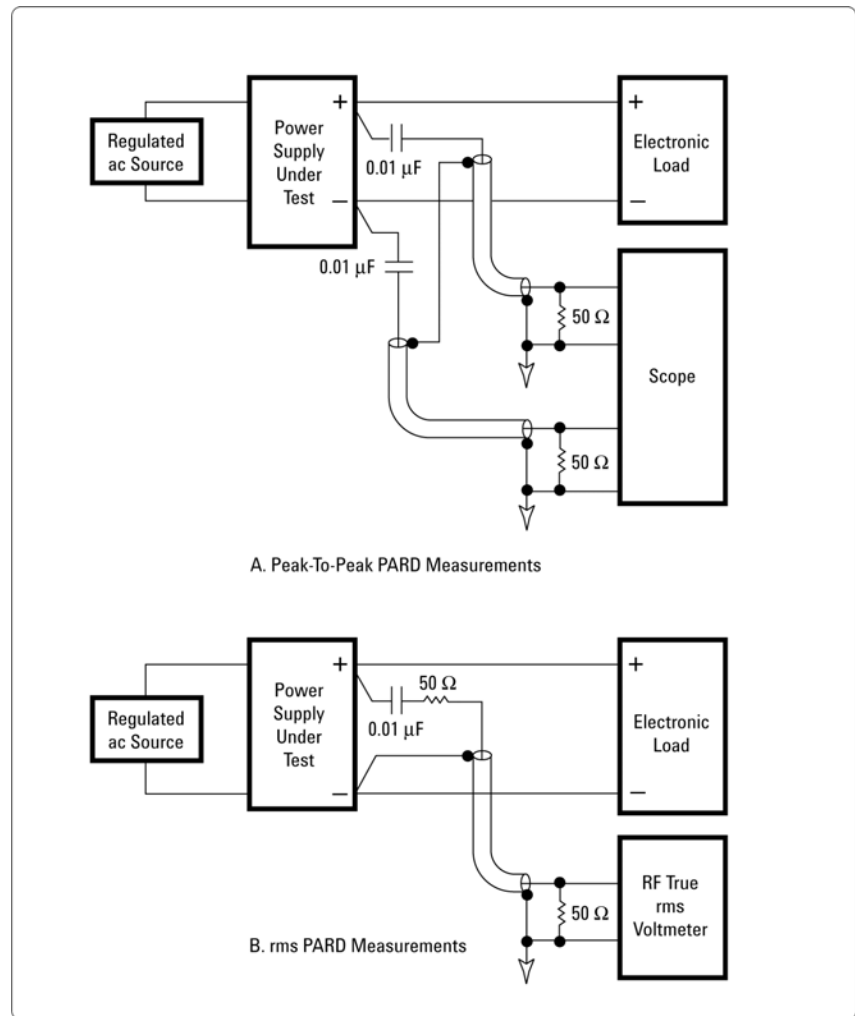 +
Regulated
ac Source
Power
Supply
Under
Test
0.01 µF
–
0.01 µF
+
Electronic
Load
–
50 Ω
Scope
50 Ω
A. Peak-To-Peak PARD Measurements
+
Regulated
ac Source
Power
Supply
Under
Test
50 Ω
0.01 µF
–
+
Electronic
Load
–
RF True
rms
Voltmeter
50 Ω
B. rms PARD Measurements